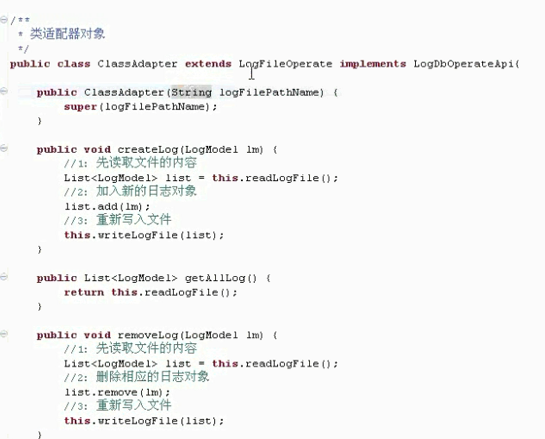 /**
 * 类适配器对象
 */
public class ClassAdapter extends LogFileOperate implements LogDbOperateApi{
public ClassAdapter(String logFilePathName) {
super(logFilePathName);
}
public void createLog(LogModel lm) {
//1: 先读取文件的内容
List<LogModel> list = this.readLogFile();
//2: 加入新的日志对象
list.add(lm);
//3: 重新写入文件
this.writeLogFile(list);
}
public List<LogModel> getAllLog() {
return this.readLogFile();
}
public void removeLog(LogModel lm) {
//1: 先读取文件的内容
List<LogModel> list = this.readLogFile();
//2: 删除相应的日志对象
list.remove(lm);
//3: 重新写入文件
this.writeLogFile(list);
}